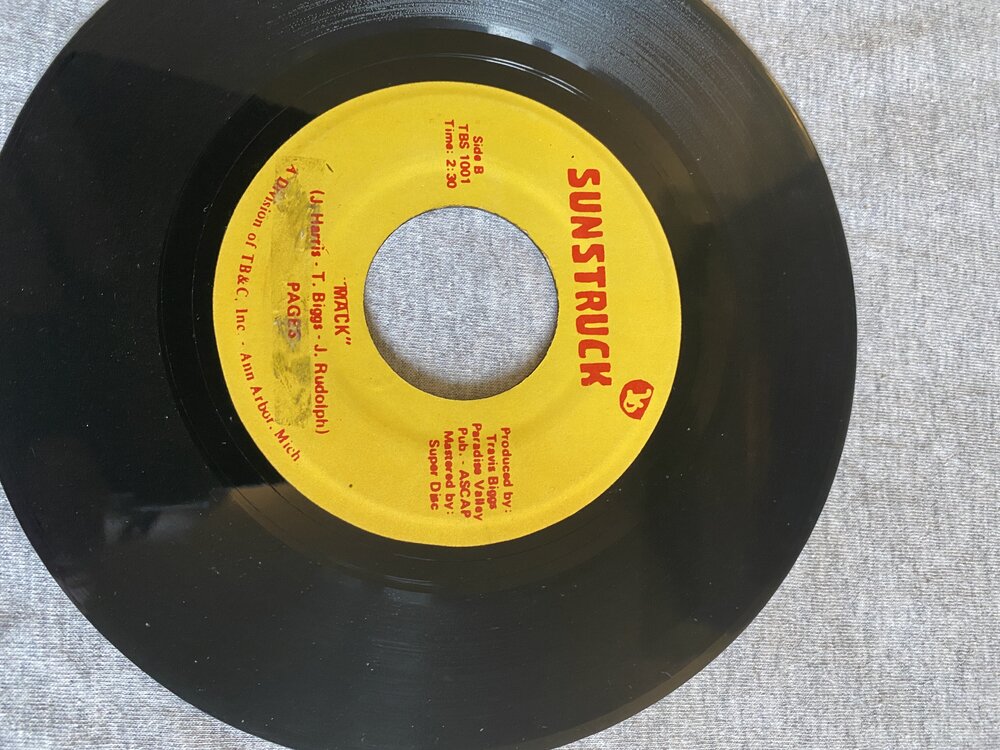 SUNSTRUCK
Side B
TBS 1001
Time: 2:30
Produced by:
Travis Biggs
Paradise Valley
Pub. - ASCAP
Mastered by:
Super Disc
"MACK"
(J. Harris - T. Biggs - J. Rudolph)
PAGES
A Division of TB&C, Inc. - Ann Arbor, Mich